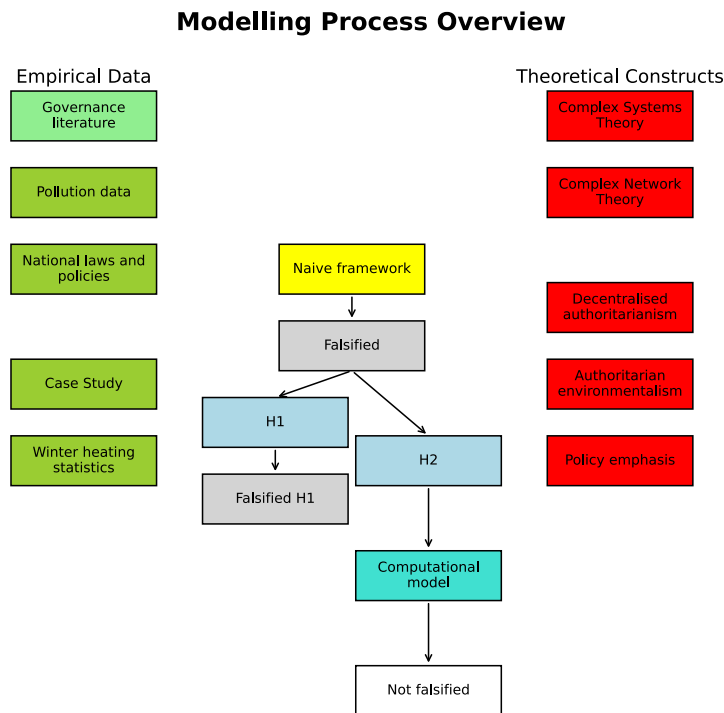 Modelling Process Overview
Empirical Data
Theoretical Constructs
Governance
literature
Complex Systems
Theory
Pollution data
Complex Network
Theory
National laws and
policies
Naive framework
Decentralised
authoritarianism
Falsified
Case Study
Authoritarian
environmentalism
H1
Winter heating
statistics
H2
Policy emphasis
Falsified H1
Computational
model
Not falsified